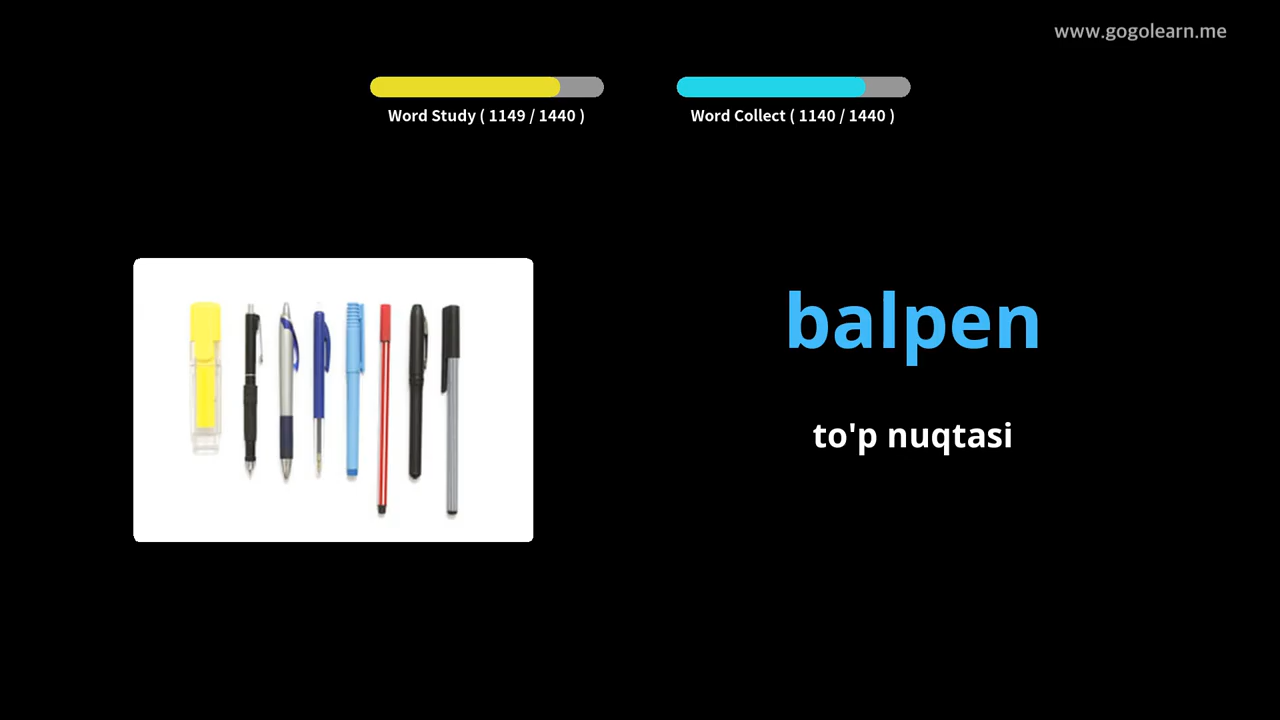 www.gogolearn.me
Word Study ( 1149 / 1440 )
Word Collect ( 1140 / 1440 )
balpen
to'p nuqtasi